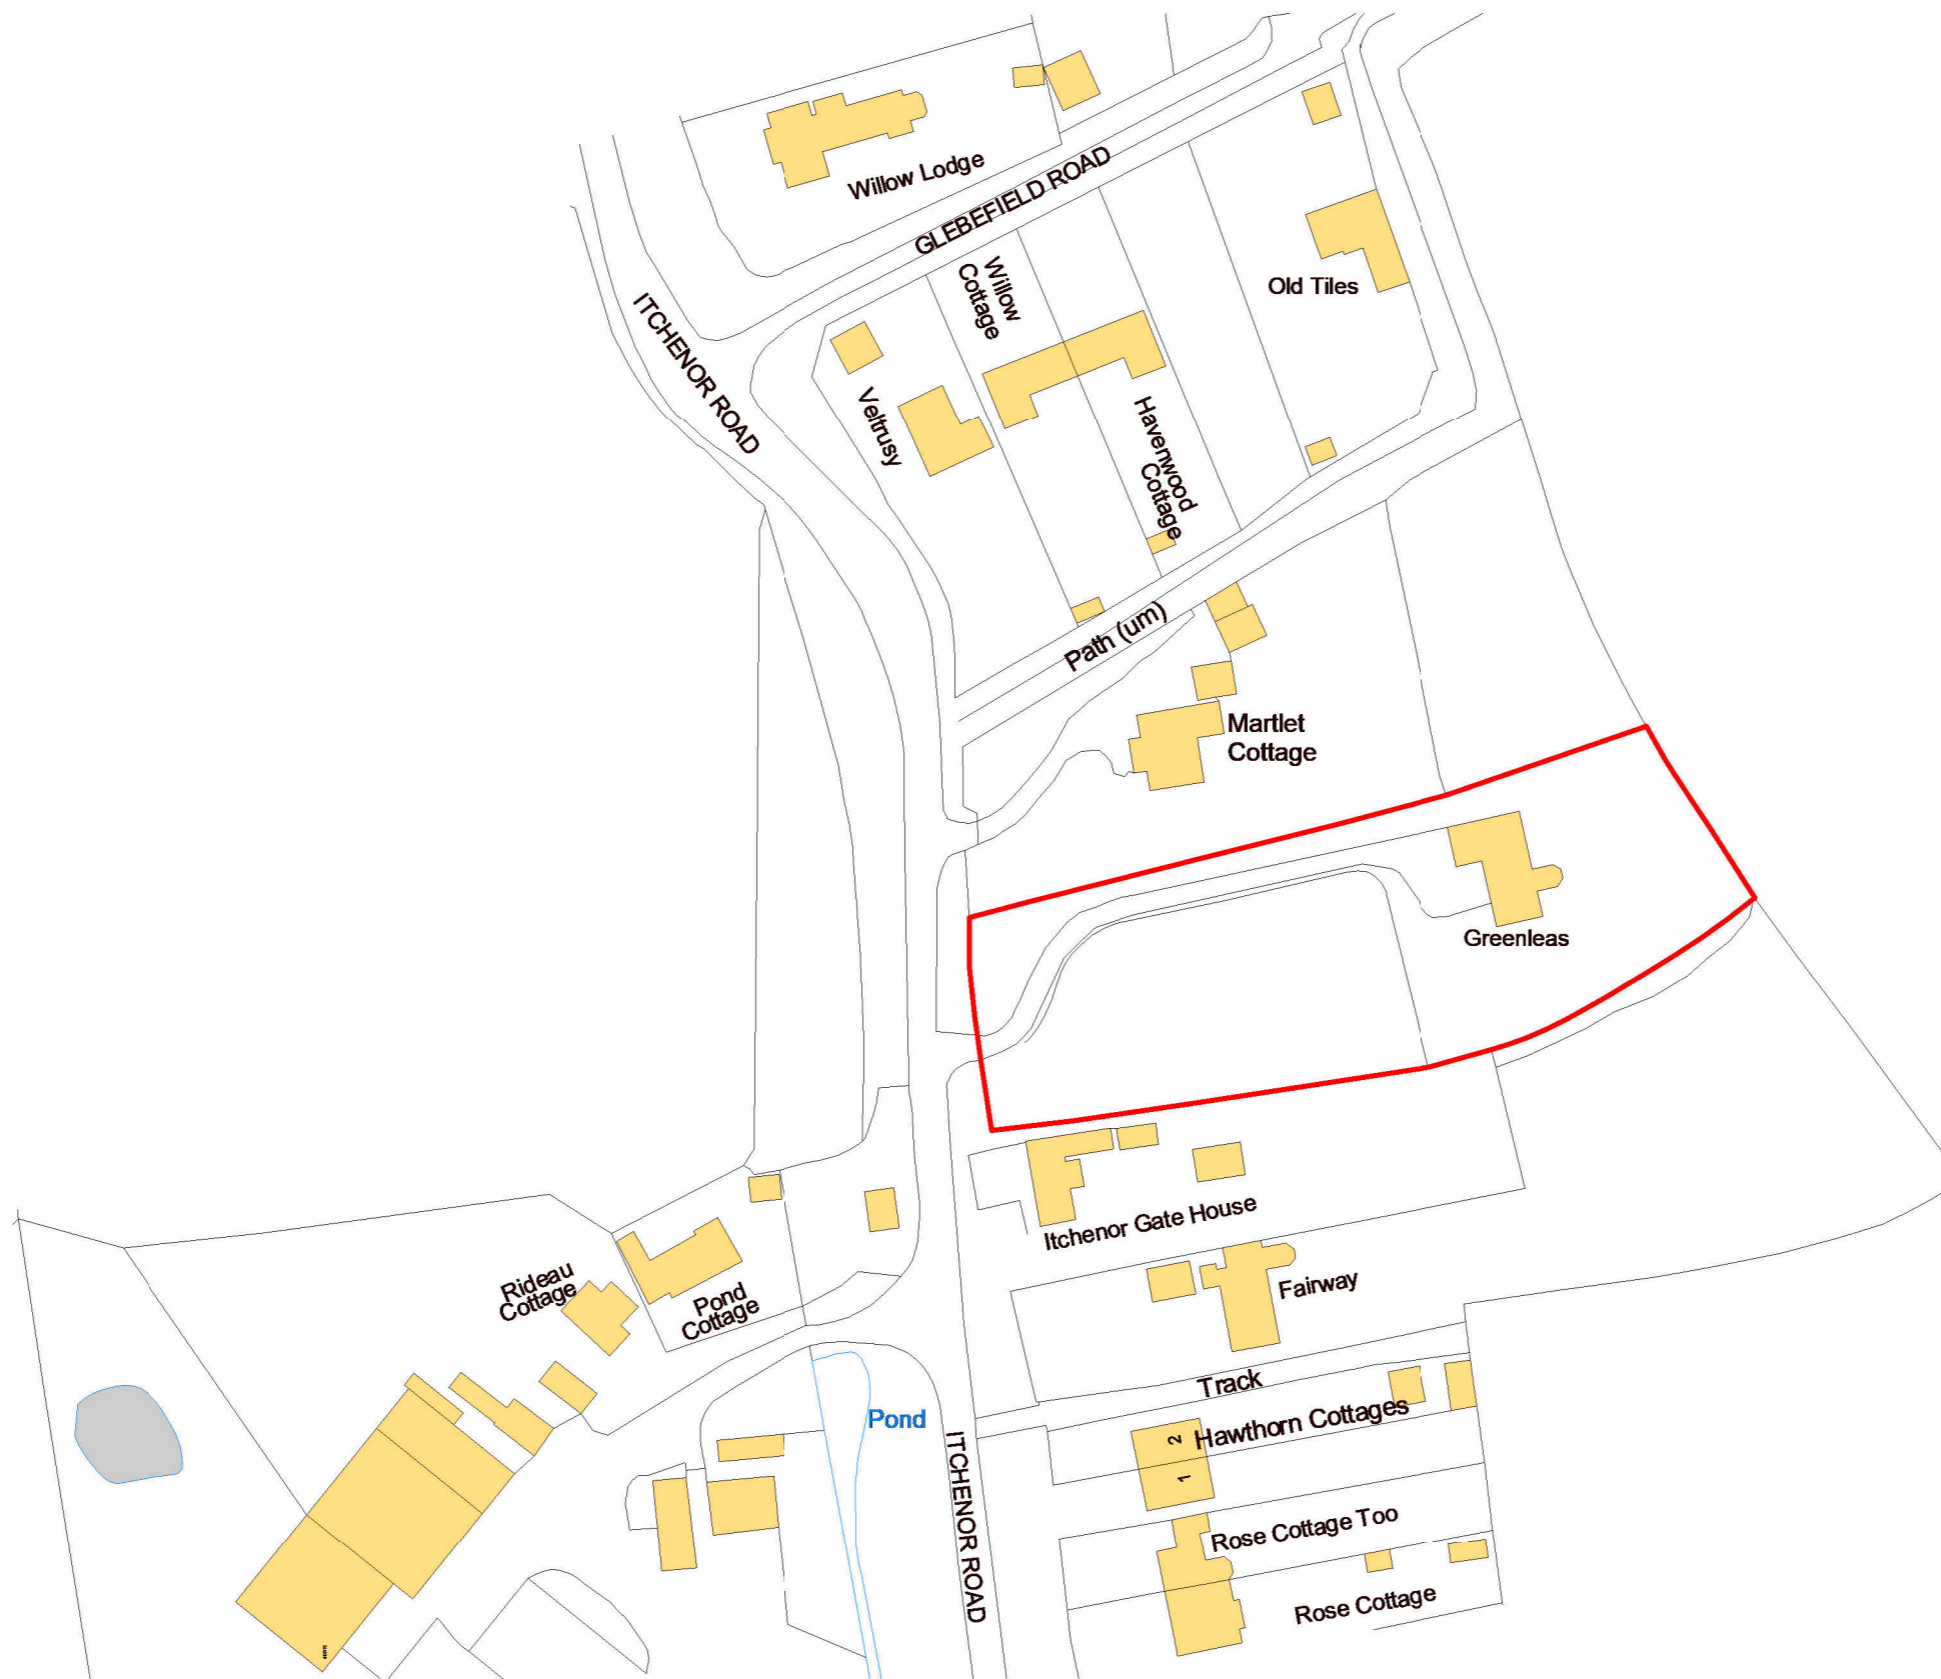 Willow Lodge
GLEBEFIELD ROAD
Willow
Cottage
Old Tiles
ITCHENOR ROAD
Veltrusy
Havenwood
Cottage
Path (um)
Martlet
Cottage
Greenleas
Itchenor Gate House
Rideau
Cottage
Pond
Cottage
Fairway
Track
Pond
Hawthorn Cottages
2
1
ITCHENOR ROAD
Rose Cottage Too
Rose Cottage